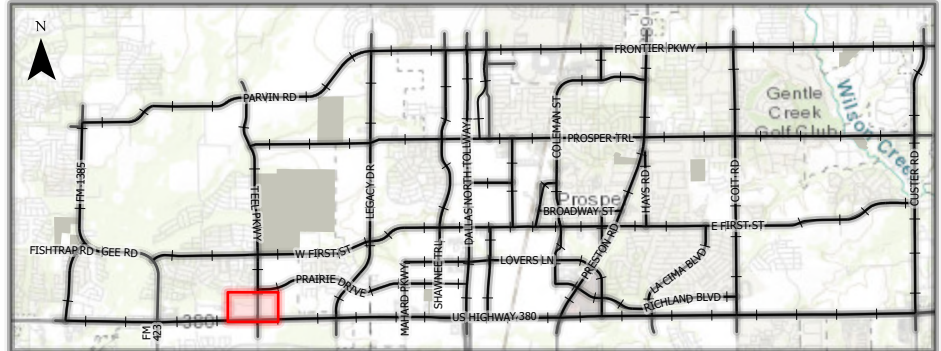 N
FRONTIER PKWY
PARVIN RD
Gentle
Creek
Golf Club
Wilson Cree
PROSPER TRL
COLEMAN ST
DALLAS NORTH TOLLWAY
FM 1385
TEEL PKWY
LEGACY DR
HAYS RD
COIT RD
CUSTER RD
Prospe
BROADWAY ST
E FIRST ST
FISHTRAP RD
GEE RD
W FIRST ST
SHAWNEE TRL
LOVERS LN
PRESTON RD
LA CIMA BLVD
PRAIRIE DRIVE
MAHARD PKWY
RICHLAND BLVD
US HIGHWAY 380
380
FM
423